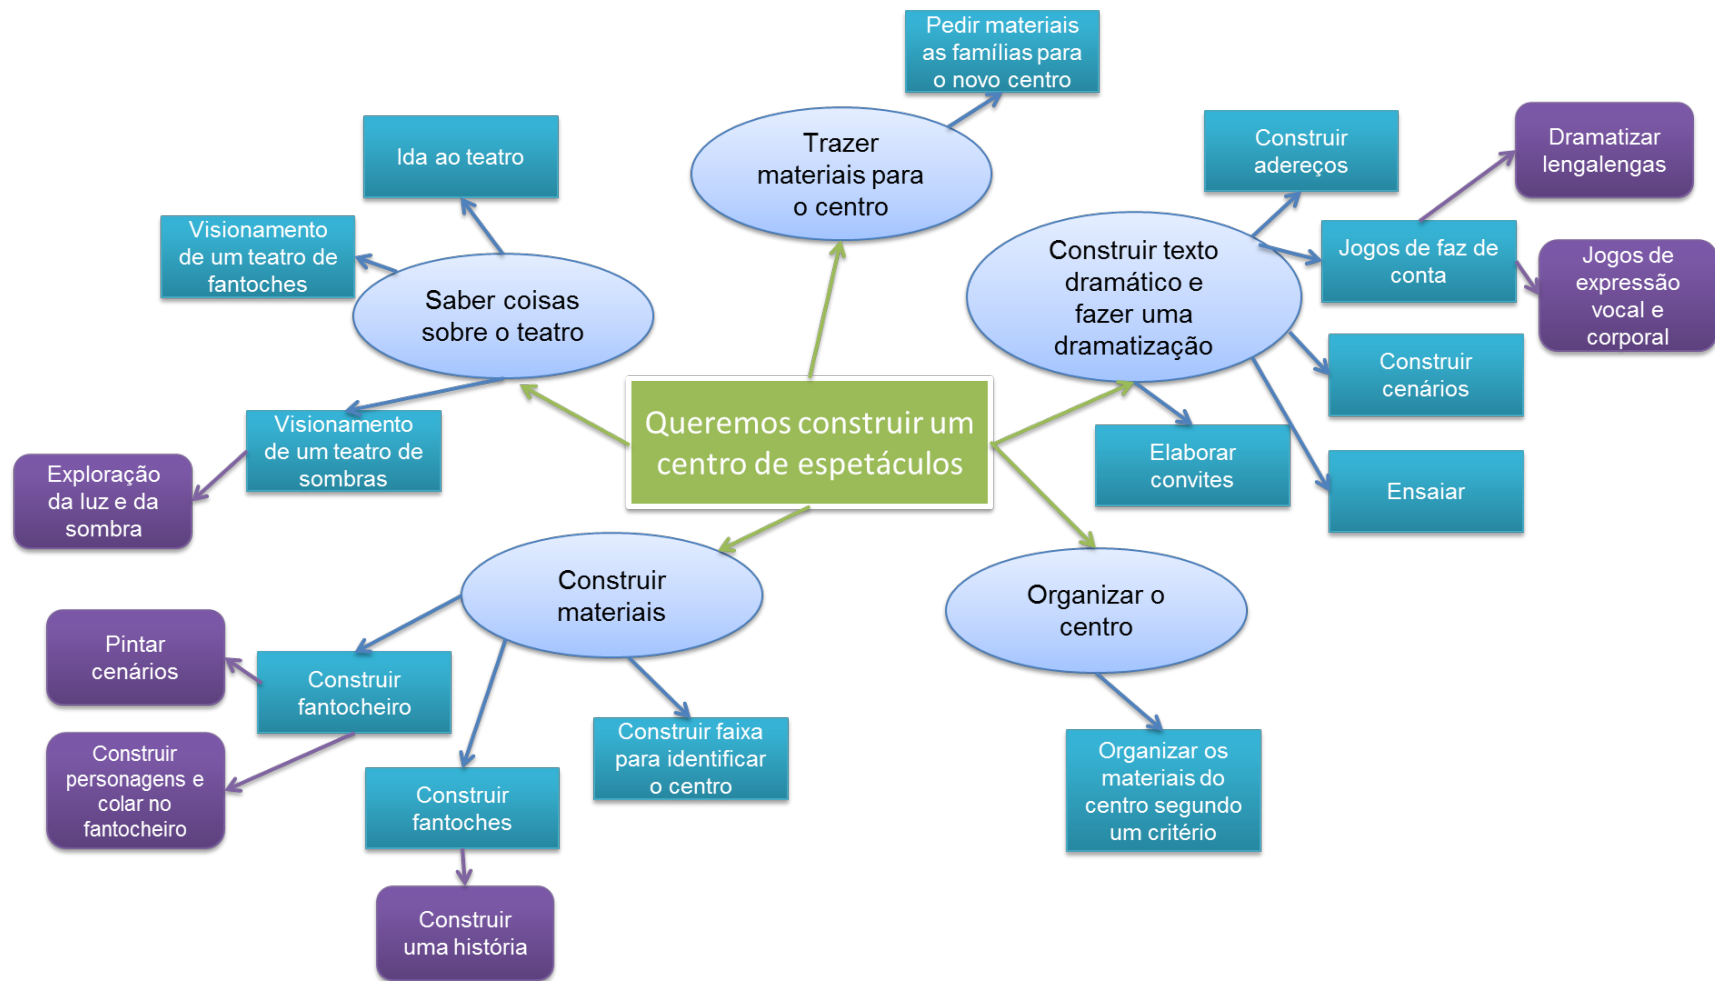 Pedir materiais
as famílias para
o novo centro
Trazer
materiais para
o centro
Ida ao teatro
Construir
adereços
Dramatizar
lengalengas
Visionamento
de um teatro de
fantoches
Saber coisas
sobre o teatro
Construir texto
dramático e
fazer uma
dramatização
Jogos de faz de
conta
Jogos de
expressão
vocal e
corporal
Construir
cenários
Queremos construir um
centro de espetáculos
Visionamento
de um teatro de
sombras
Exploração
da luz e da
sombra
Elaborar
convites
Ensaiar
Construir
materiais
Organizar o
centro
Pintar
cenários
Construir
fantocheiro
Construir
personagens e
colar no
fantocheiro
Construir
fantoches
Construir faixa
para identificar
o centro
Organizar os
materiais do
centro segundo
um critério
Construir
uma história